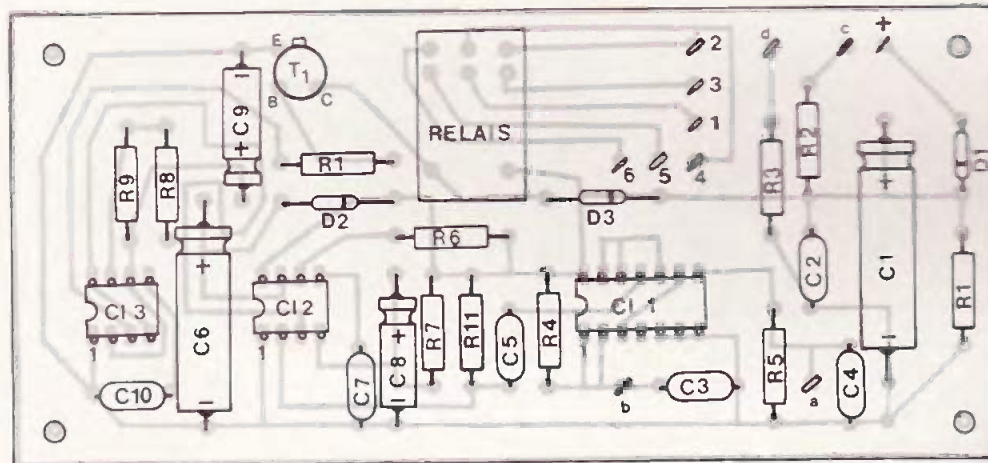 E
T1
B
C
C9
RELAIS
2
3
1
6
5
4
d
c
+
R9
R8
R1
D2
D3
R3
R2
D1
R6
CI 3
1
C6
CI 2
1
C8
R7
R11
C5
R4
CI 1
1
C2
C1
R1
C10
C7
b
C3
R5
a
C4